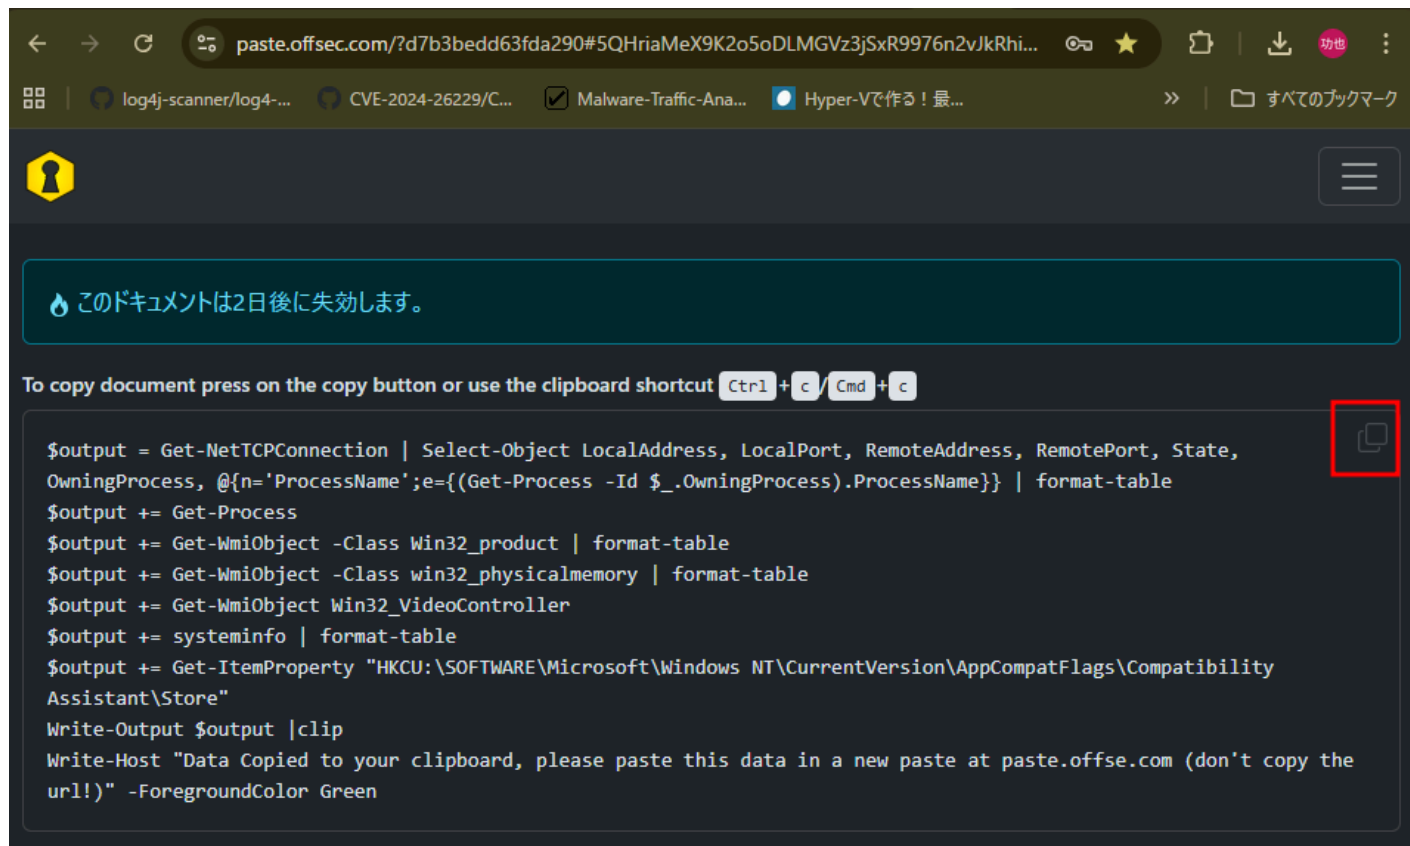 paste.offsec.com/?d7b3bedd63fda290#5QHriaMeX9K2o5oDLMGVz3jSxR9976n2vJkRhi...
功也
log4j-scanner/log4-...
CVE-2024-26229/C...
Malware-Traffic-Ana...
Hyper-Vで作る！最...
»
すべてのブックマーク
このドキュメントは2日後に失効します。
To copy document press on the copy button or use the clipboard shortcut Ctrl + c / Cmd + c
$output = Get-NetTCPConnection | Select-Object LocalAddress, LocalPort, RemoteAddress, RemotePort, State,
OwningProcess, @{n='ProcessName';e={(Get-Process -Id $_.OwningProcess).ProcessName}} | format-table
$output += Get-Process
$output += Get-WmiObject -Class Win32_product | format-table
$output += Get-WmiObject -Class win32_physicalmemory | format-table
$output += Get-WmiObject Win32_VideoController
$output += systeminfo | format-table
$output += Get-ItemProperty "HKCU:\SOFTWARE\Microsoft\Windows NT\CurrentVersion\AppCompatFlags\Compatibility
Assistant\Store"
Write-Output $output |clip
Write-Host "Data Copied to your clipboard, please paste this data in a new paste at paste.offse.com (don't copy the
url!)" -ForegroundColor Green